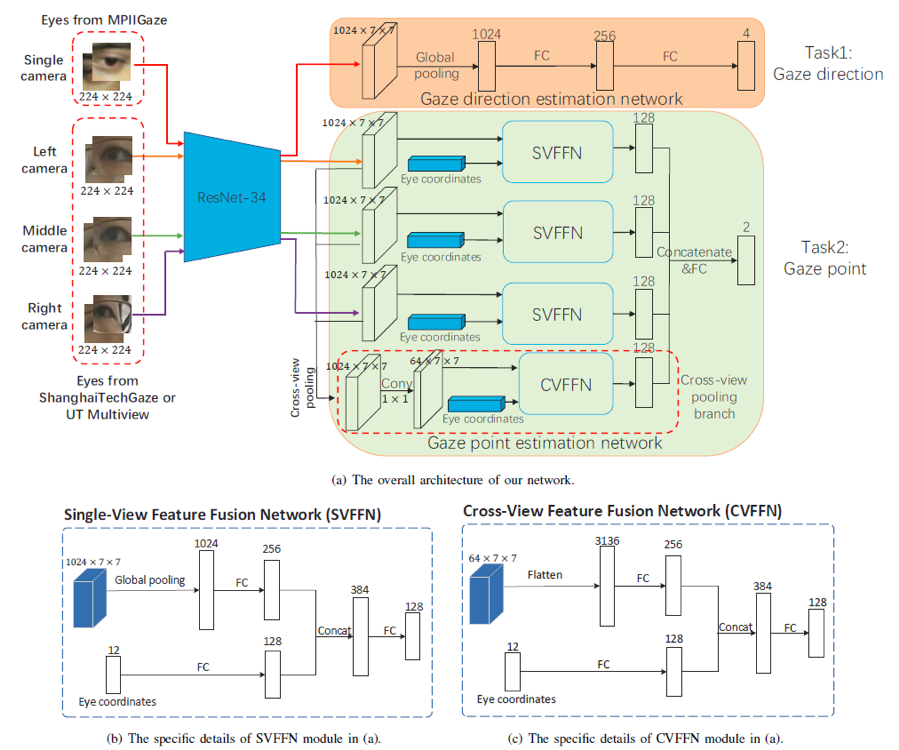 Eyes from MPIIGaze
Single
camera
224 × 224
Left
camera
224 × 224
Middle
camera
224 × 224
Right
camera
224 × 224
Eyes from
ShanghaiTechGaze or
UT Multiview
ResNet-34
1024 × 7 × 7
Global
pooling
1024
FC
256
FC
4
Gaze direction estimation network
Task1:
Gaze direction
1024 × 7 × 7
Eye coordinates
SVFFN
128
1024 × 7 × 7
Eye coordinates
SVFFN
128
1024 × 7 × 7
Eye coordinates
SVFFN
128
Concatenate
&FC
2
Task2:
Gaze point
Cross-view
pooling
1024 × 7 × 7
Conv
1 × 1
64 × 7 × 7
Eye coordinates
CVFFN
128
Cross-view
pooling
branch
Gaze point estimation network
(a) The overall architecture of our network.
Single-View Feature Fusion Network (SVFFN)
1024 × 7 × 7
Global pooling
1024
FC
256
12
Eye coordinates
FC
128
Concat
384
FC
128
(b) The specific details of SVFFN module in (a).
Cross-View Feature Fusion Network (CVFFN)
64 × 7 × 7
Flatten
3136
FC
256
12
Eye coordinates
FC
128
Concat
384
FC
128
(c) The specific details of CVFFN module in (a).